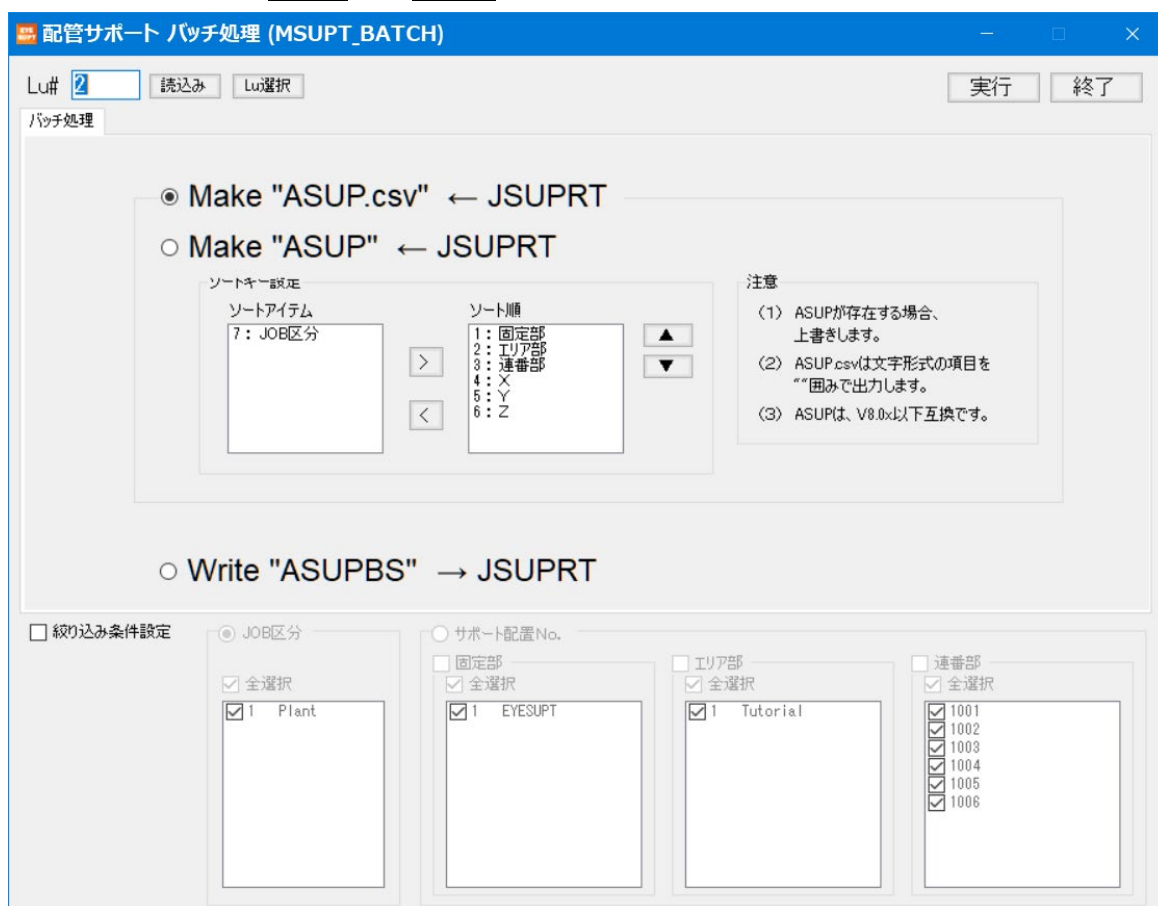 配管サポート バッチ処理 (MSUPT_BATCH)
Lu# 2 読込み Lu選択 実行 終了
バッチ処理
Make "ASUP.csv" ← JSUPRT
Make "ASUP" ← JSUPRT
ソートキー設定
ソートアイテム
7: JOB区分
>
<
ソート順
1: 固定部
2: エリア部
3: 連番部
4: X
5: Y
6: Z
▲
▼
注意
(1) ASUPが存在する場合、
上書きします。
(2) ASUP.csvは文字形式の項目を
""囲みで出力します。
(3) ASUPは、V8.0x以下互換です。
Write "ASUPBS" → JSUPRT
絞り込み条件設定
JOB区分
全選択
1 Plant
サポート配置No.
固定部
全選択
1 EYESUPT
エリア部
全選択
1 Tutorial
連番部
全選択
1001
1002
1003
1004
1005
1006